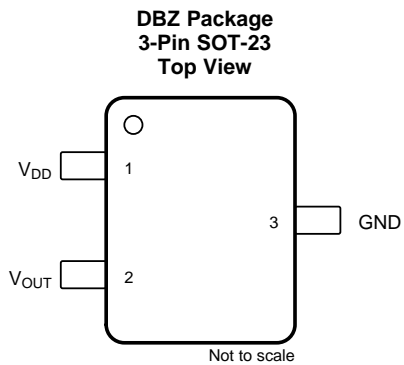 DBZ Package
3-Pin SOT-23
Top View
VDD 1
3 GND
VOUT 2
Not to scale